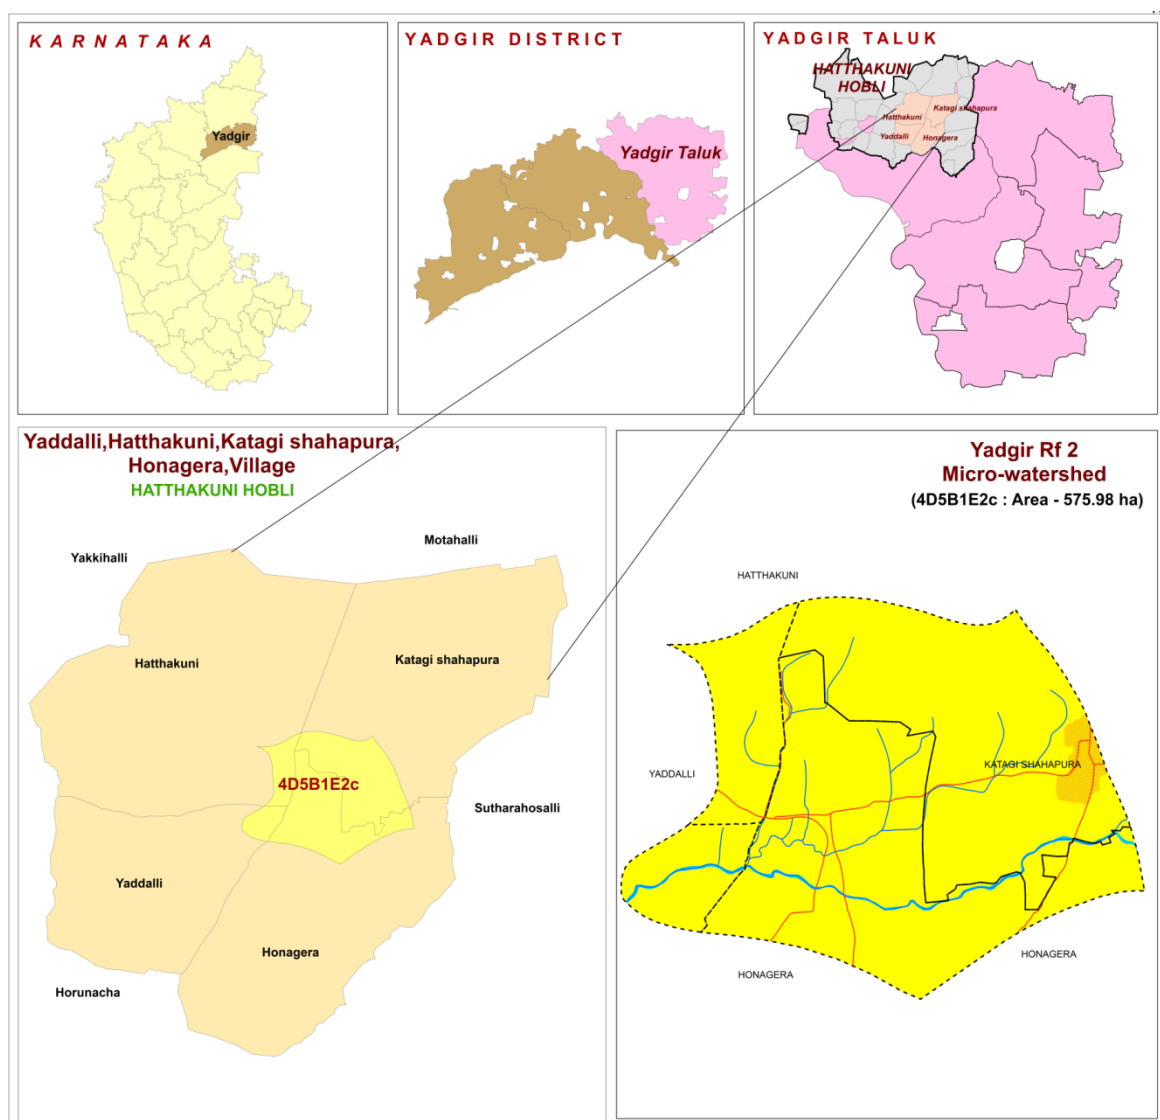 KARNATAKA
Yadgir
YADGIR DISTRICT
Yadgir Taluk
YADGIR TALUK
HATTHAKUNI
HOBLI
Katagi shahapura
Hatthakuni
Yaddalli
Honagera
Yaddalli,Hatthakuni,Katagi shahapura,
Honagera,Village
HATTHAKUNI HOBLI
Yakkihalli
Motahalli
Hatthakuni
Katagi shahapura
4D5B1E2c
Sutharahosalli
Yaddalli
Honagera
Horunacha
Yadgir Rf 2
Micro-watershed
(4D5B1E2c : Area - 575.98 ha)
HATTHAKUNI
YADDALLI
KATAGI SHAHAPURA
HONAGERA
HONAGERA